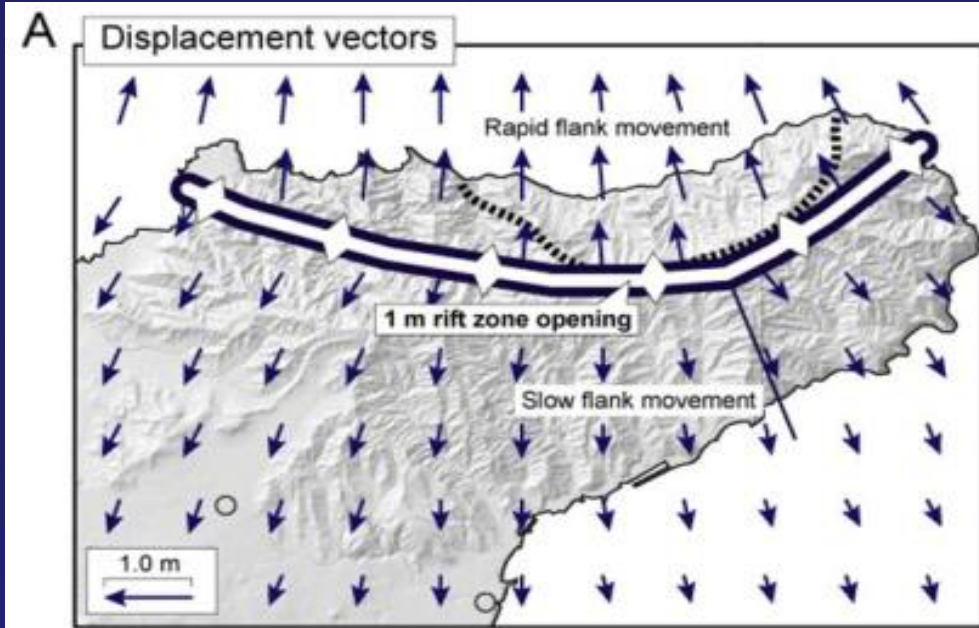 A
Displacement vectors
Rapid flank movement
1 m rift zone opening
Slow flank movement
1.0 m